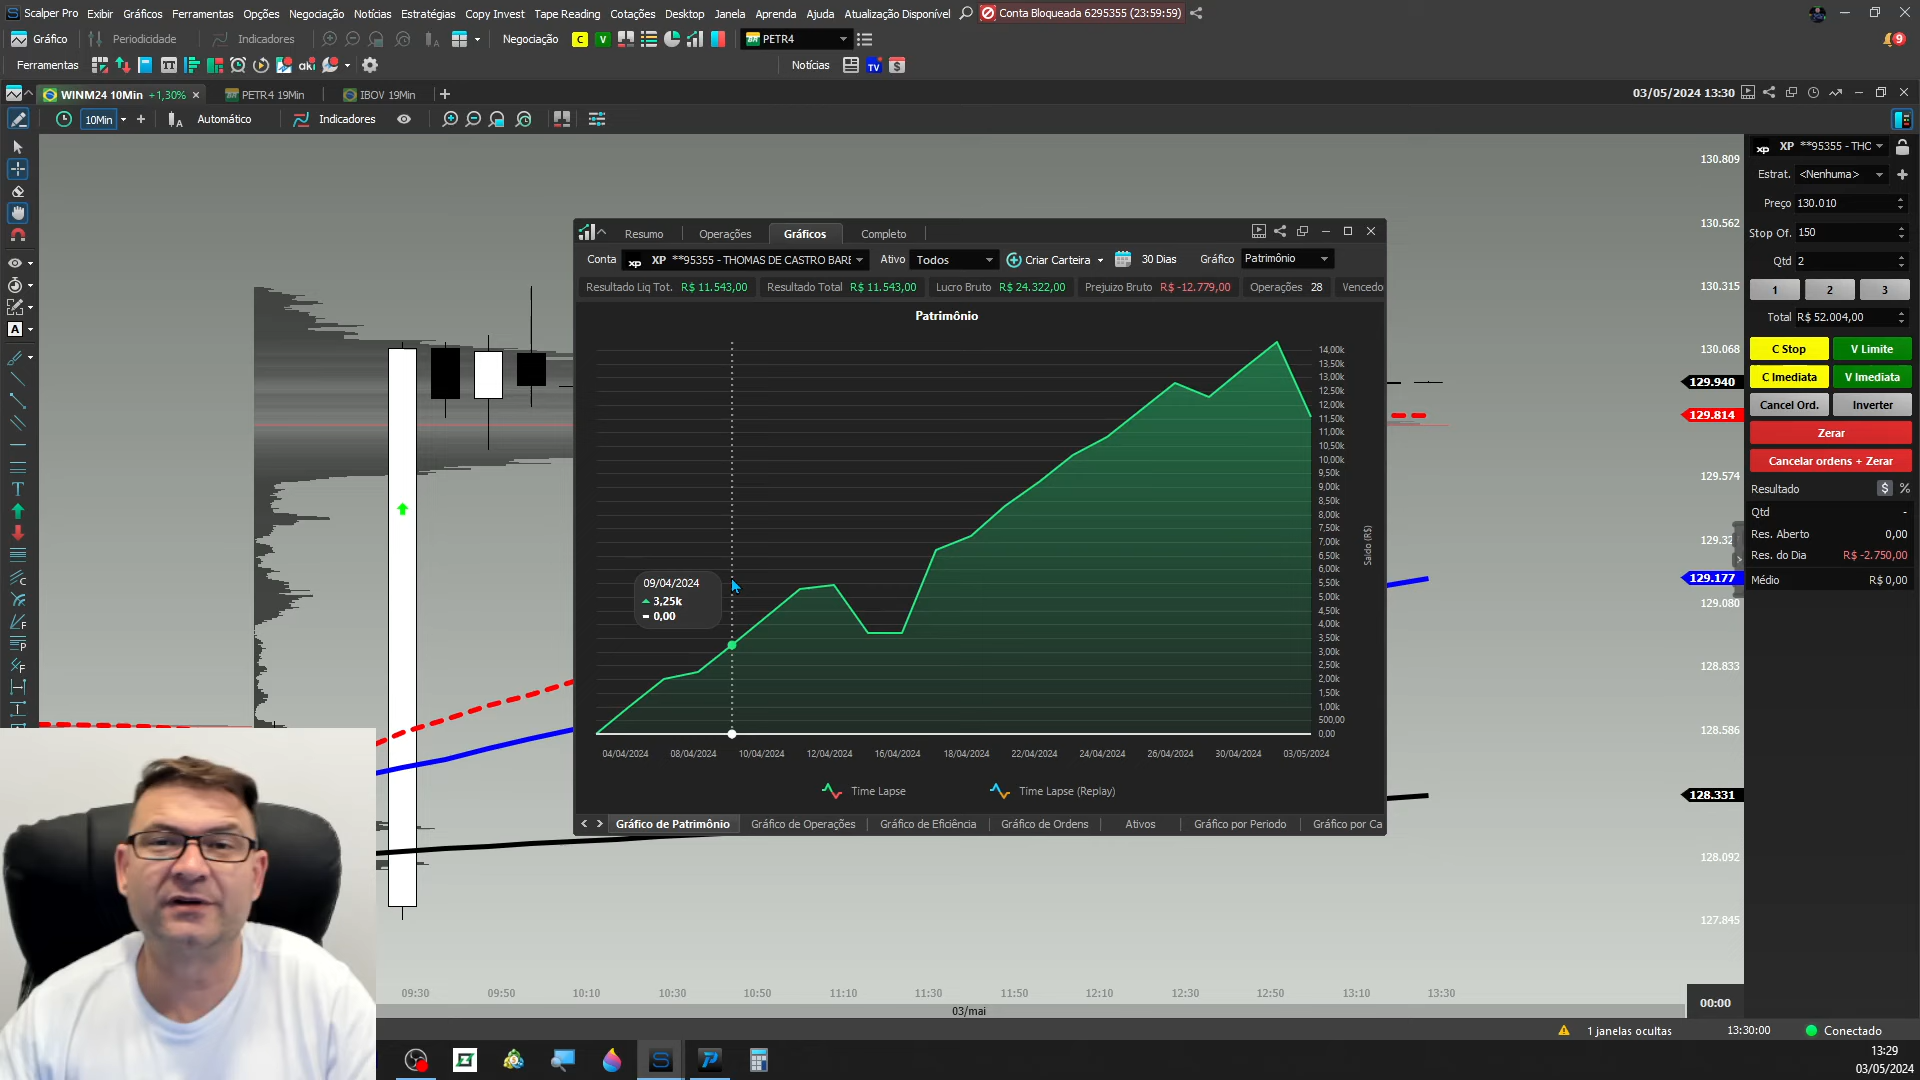 Scalper Pro Exibir Gráficos Ferramentas Opções Negociação Notícias Estratégias Copy Invest Tape Reading Cotações Desktop Janela Aprenda Ajuda Atualização Disponível Conta Bloqueada 6295355 (23:59:59)
Gráfico Periodicidade Indicadores Negociação C V PETR4 9
Ferramentas Notícias
WINM24 10Min +1,30% PETR4 19Min IBOV 19Min 03/05/2024 13:30
10Min Automático Indicadores
XP **95355 - THC
Estrat. <Nenhuma>
Preço 130.010
Stop Of. 150
Qtd 2
1 2 3
Total R$ 52.004,00
C Stop V Limite
C Imediata V Imediata
Cancel Ord. Inverter
Zerar
Cancelar ordens + Zerar
Resultado $ %
Qtd -
Res. Aberto 0,00
Res. do Dia R$ -2.750,00
Médio R$ 0,00
130.809
130.562
130.315
130.068
129.940
129.814
129.574
129.32
129.177
129.080
128.833
128.586
128.331
128.092
127.845
Resumo Operações Gráficos Completo
Conta XP **95355 - THOMAS DE CASTRO BARE Ativo Todos Criar Carteira 30 Dias Gráfico Patrimônio
Resultado Liq Tot. R$ 11.543,00 Resultado Total R$ 11.543,00 Lucro Bruto R$ 24.322,00 Prejuizo Bruto R$ -12.779,00 Operações 28 Vencedo
Patrimônio
14,00k
13,50k
13,00k
12,50k
12,00k
11,50k
11,00k
10,50k
10,00k
9,50k
9,00k
8,50k
8,00k
7,50k
7,00k
6,50k
6,00k
5,50k
5,00k
4,50k
4,00k
3,50k
3,00k
2,50k
2,00k
1,50k
1,00k
500,00
0,00
Saldo (R$)
09/04/2024
3,25k
0,00
04/04/2024 08/04/2024 10/04/2024 12/04/2024 16/04/2024 18/04/2024 22/04/2024 24/04/2024 26/04/2024 30/04/2024 03/05/2024
Time Lapse Time Lapse (Replay)
Gráfico de Patrimônio Gráfico de Operações Gráfico de Eficiência Gráfico de Ordens Ativos Gráfico por Periodo Gráfico por Ca
09:30 09:50 10:10 10:30 10:50 11:10 11:30 11:50 12:10 12:30 12:50 13:10 13:30
03/mai
00:00
1 janelas ocultas 13:30:00 Conectado
13:29
03/05/2024